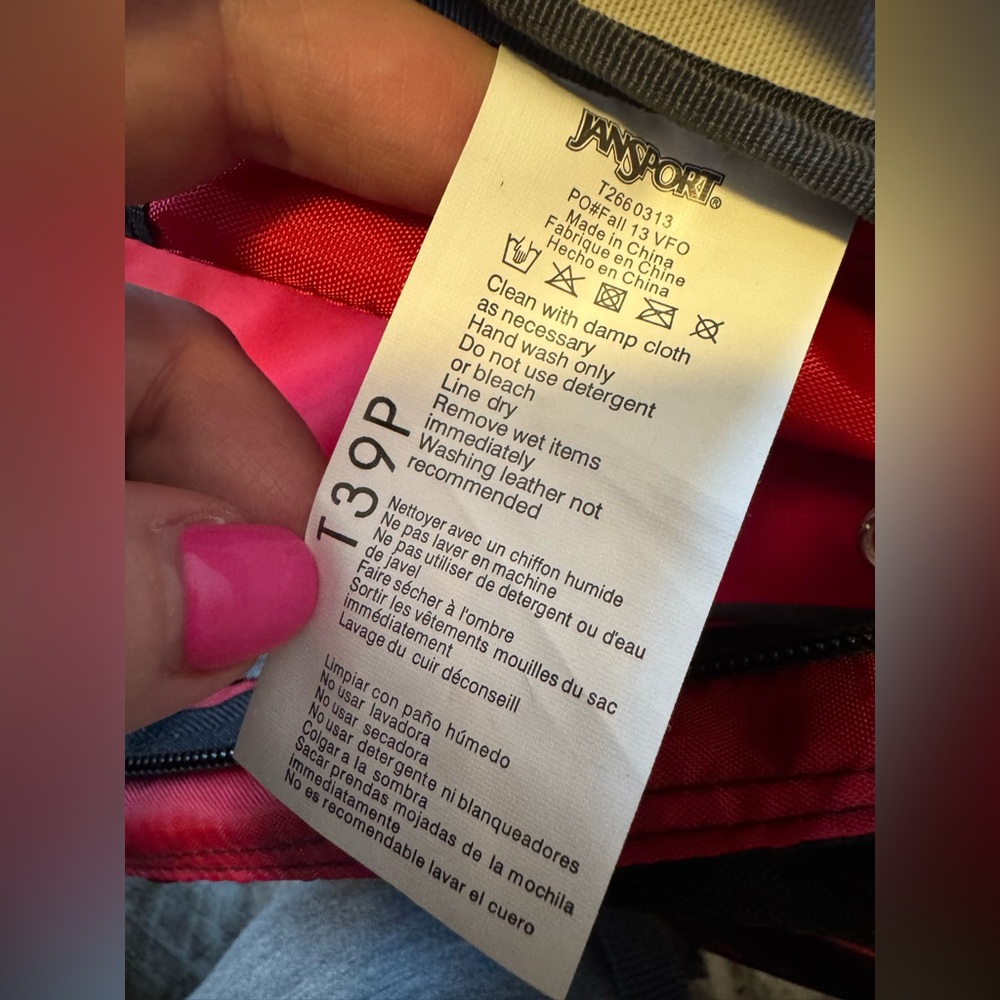 JANSPORT®
T2660313
PO#Fall 13 VFO
Made in China
Fabrique en Chine
Hecho en China
Clean with damp cloth
as necessary
Hand wash only
Do not use detergent
or bleach
Line dry
Remove wet items
immediately
Washing leather not
recommended
T39P
Nettoyer avec un chiffon humide
Ne pas laver en machine
Ne pas utiliser de detergent ou d'eau
de javel
Faire sécher à l'ombre
Sortir les vêtements mouilles du sac
immédiatement
Lavage du cuir déconseill
Limpiar con paño húmedo
No usar lavadora
No usar secadora
No usar detergente ni blanqueadores
Colgar a la sombra
Sacar prendas mojadas de la mochila
immediatamente
No es recomendable lavar el cuero